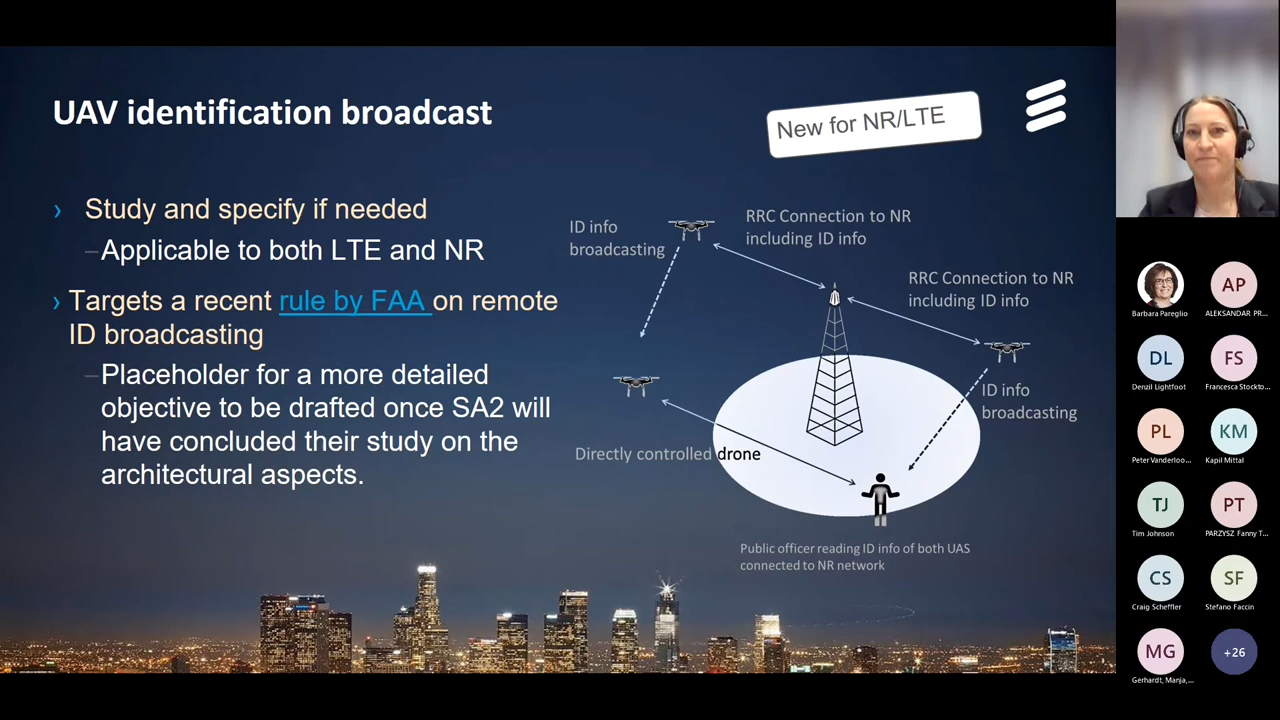 UAV identification broadcast
New for NR/LTE
› Study and specify if needed
–Applicable to both LTE and NR
› Targets a recent rule by FAA on remote
ID broadcasting
–Placeholder for a more detailed
objective to be drafted once SA2 will
have concluded their study on the
architectural aspects.
ID info
broadcasting
RRC Connection to NR
including ID info
RRC Connection to NR
including ID info
ID info
broadcasting
Directly controlled drone
Public officer reading ID info of both UAS
connected to NR network
Barbara Pareglio
AP
ALEKSANDAR PR...
DL
Denzil Lightfoot
FS
Francesca Stockto...
PL
Peter Vanderloo...
KM
Kapil Mittal
TJ
Tim Johnson
PT
PARZYSZ Fanny T...
CS
Craig Scheffler
SF
Stefano Faccin
MG
Gerhardt, Manja,...
+26